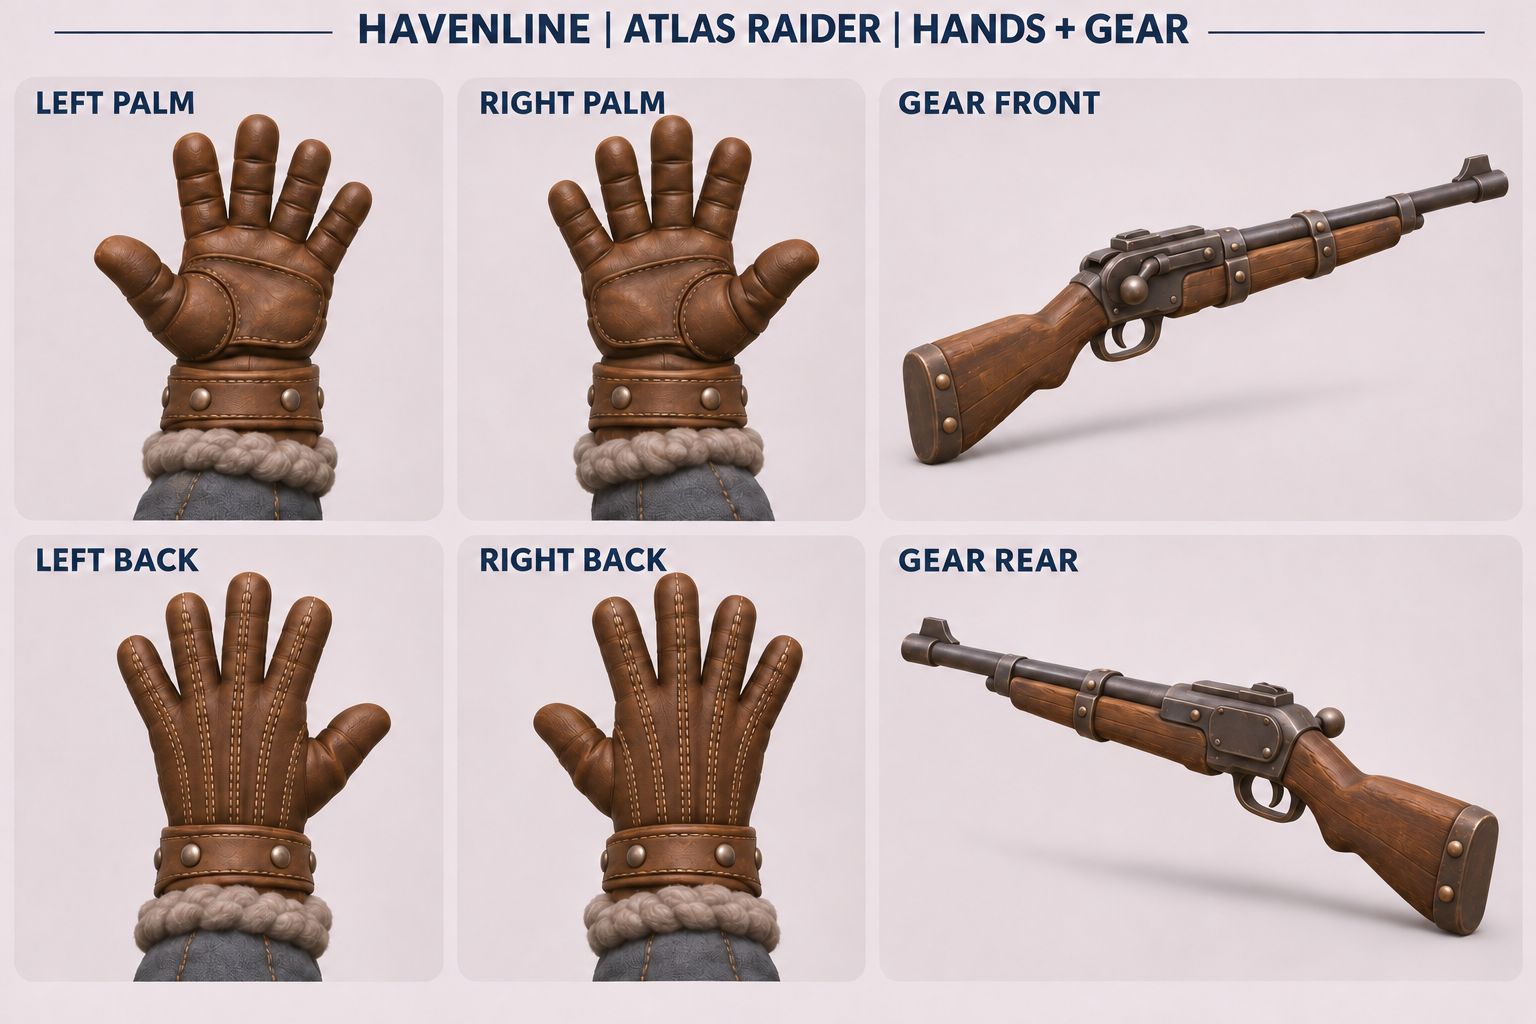 HAVENLINE | ATLAS RAIDER | HANDS + GEAR
LEFT PALM
RIGHT PALM
GEAR FRONT
LEFT BACK
RIGHT BACK
GEAR REAR